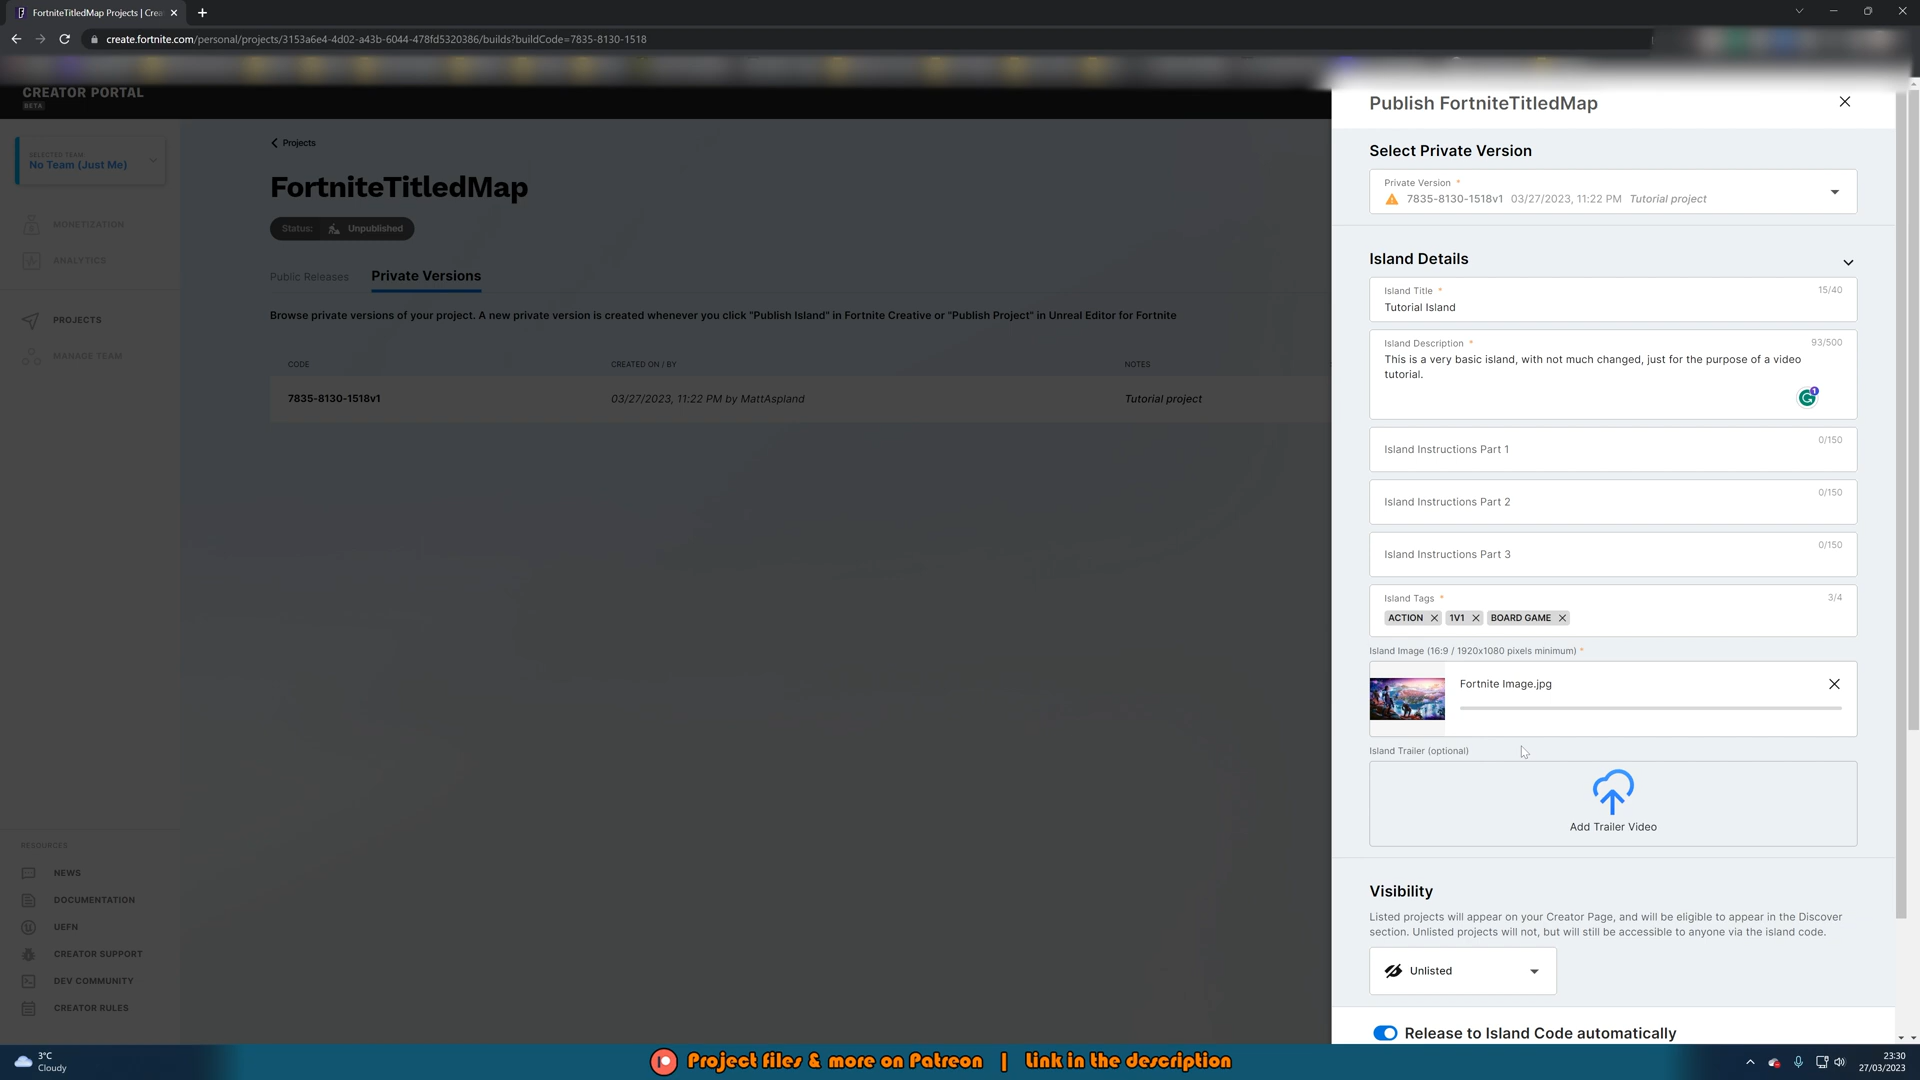 FortniteTitledMap Projects | Crea
create.fortnite.com/personal/projects/3153a6e4-4d02-a43b-6044-478fd5320386/builds?buildCode=7835-8130-1518
CREATOR PORTAL
BETA
SELECTED TEAM
No Team (Just Me)
MONETIZATION
ANALYTICS
PROJECTS
MANAGE TEAM
RESOURCES
NEWS
DOCUMENTATION
UEFN
CREATOR SUPPORT
DEV COMMUNITY
CREATOR RULES
Projects
FortniteTitledMap
Status: Unpublished
Public Releases Private Versions
Browse private versions of your project. A new private version is created whenever you click "Publish Island" in Fortnite Creative or "Publish Project" in Unreal Editor for Fortnite
CODE CREATED ON / BY NOTES
7835-8130-1518v1 03/27/2023, 11:22 PM by MattAspland Tutorial project
Publish FortniteTitledMap
Select Private Version
Private Version *
7835-8130-1518v1 03/27/2023, 11:22 PM Tutorial project
Island Details
Island Title * 15/40
Tutorial Island
Island Description * 93/500
This is a very basic island, with not much changed, just for the purpose of a video
tutorial.
1
Island Instructions Part 1 0/150
Island Instructions Part 2 0/150
Island Instructions Part 3 0/150
Island Tags * 3/4
ACTION 1V1 BOARD GAME
Island Image (16:9 / 1920x1080 pixels minimum) *
Fortnite Image.jpg
Island Trailer (optional)
Add Trailer Video
Visibility
Listed projects will appear on your Creator Page, and will be eligible to appear in the Discover
section. Unlisted projects will not, but will still be accessible to anyone via the island code.
Unlisted
Release to Island Code automatically
3°C
Cloudy
Project files & more on Patreon | Link in the description
23:30
27/03/2023